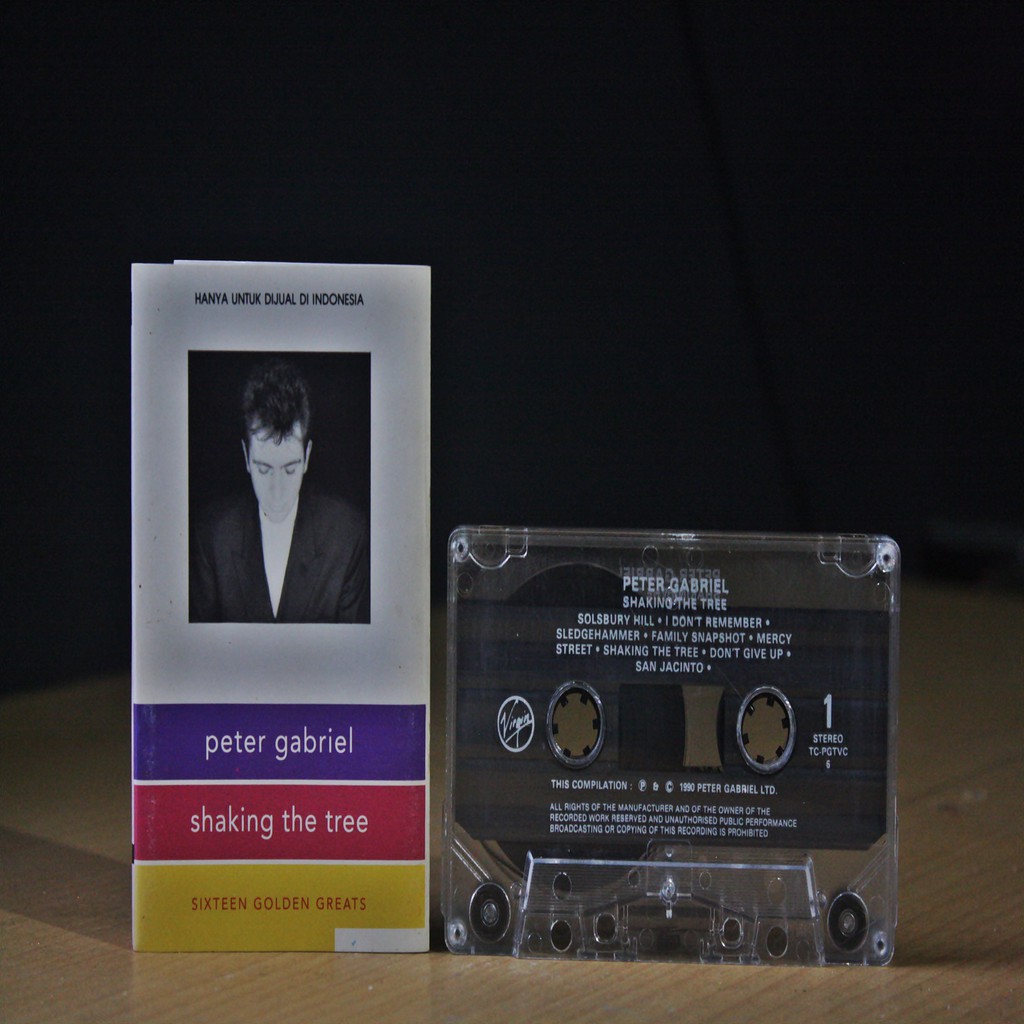 HANYA UNTUK DIJUAL DI INDONESIA
peter gabriel
shaking the tree
SIXTEEN GOLDEN GREATS
PETER GABRIEL
SHAKING THE TREE
SOLSBURY HILL • I DON'T REMEMBER •
SLEDGEHAMMER • FAMILY SNAPSHOT • MERCY
STREET • SHAKING THE TREE • DON'T GIVE UP •
SAN JACINTO •
Virgin
1
STEREO
TC-PGTVC
6
THIS COMPILATION : Ⓟ & © 1990 PETER GABRIEL LTD.
ALL RIGHTS OF THE MANUFACTURER AND OF THE OWNER OF THE
RECORDED WORK RESERVED AND UNAUTHORISED PUBLIC PERFORMANCE
BROADCASTING OR COPYING OF THIS RECORDING IS PROHIBITED